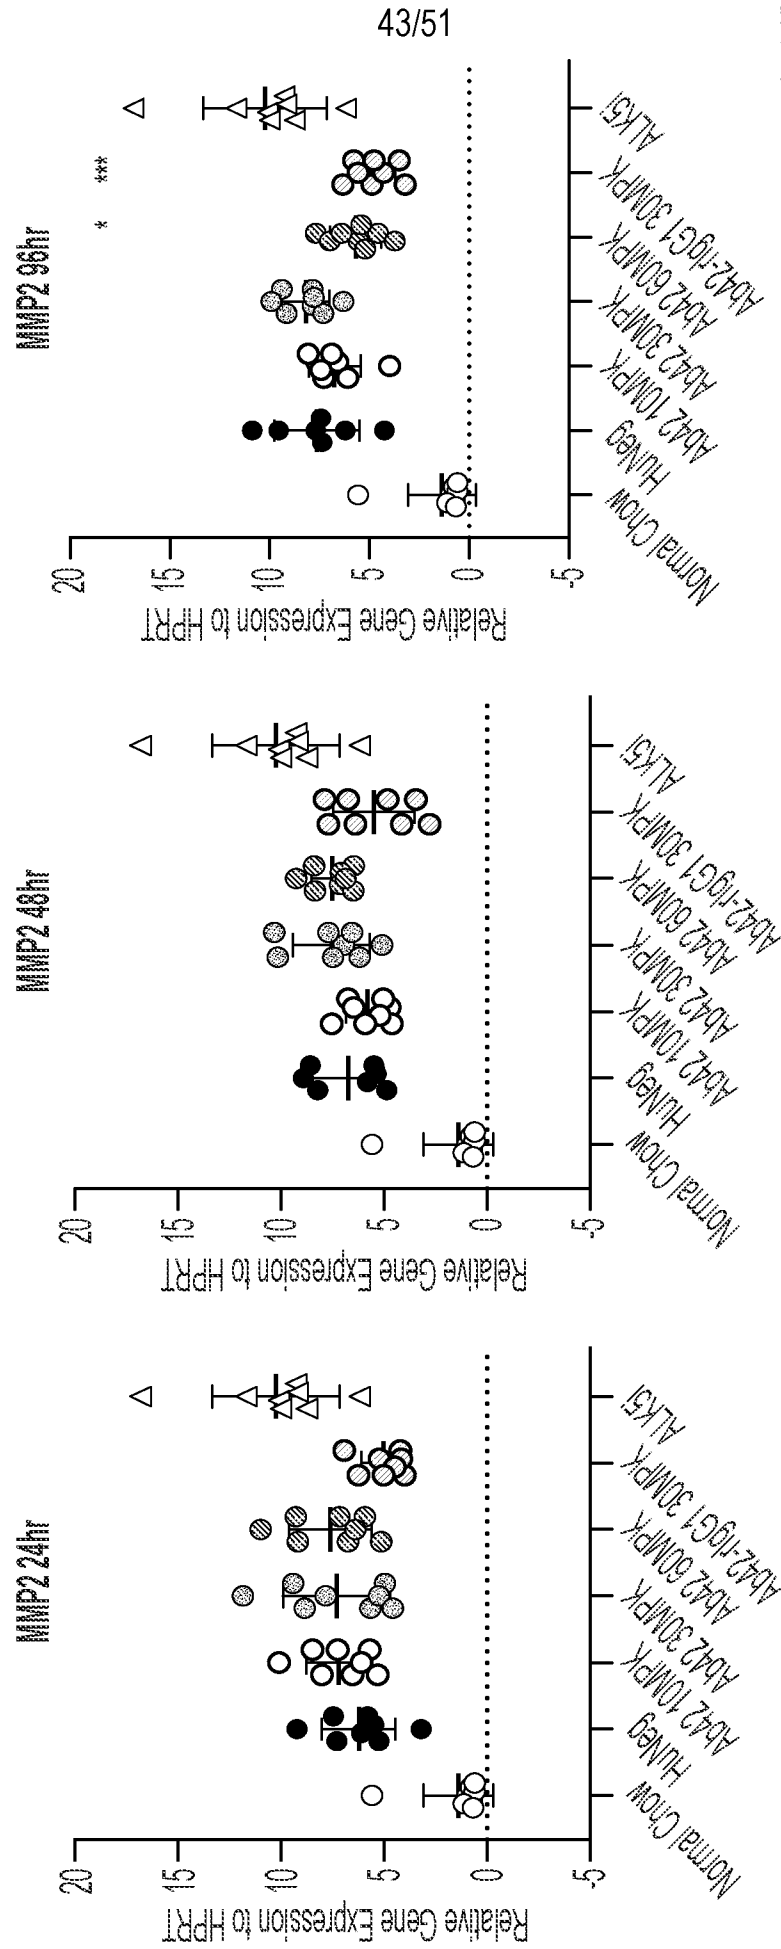 43/51
MMP2 24hr
Relative Gene Expression to HPRT
20
15
10
5
0
-5
Normal Chow
HuNeg
Ab42 10MPK
Ab42 30MPK
Ab42 60MPK
Ab42-rIgG1 30MPK
ALK5i
MMP2 48hr
Relative Gene Expression to HPRT
20
15
10
5
0
-5
Normal Chow
HuNeg
Ab42 10MPK
Ab42 30MPK
Ab42 60MPK
Ab42-rIgG1 30MPK
ALK5i
MMP2 96hr
Relative Gene Expression to HPRT
20
15
10
5
0
-5
* ***
Normal Chow
HuNeg
Ab42 10MPK
Ab42 30MPK
Ab42 60MPK
Ab42-rIgG1 30MPK
ALK5i